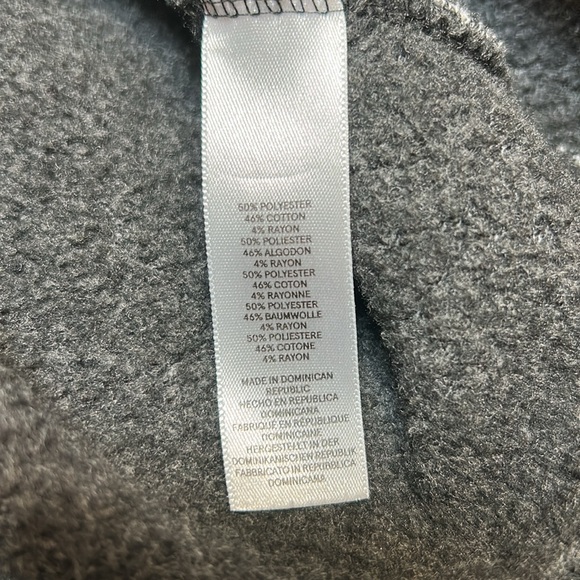 50% POLYESTER
46% COTTON
4% RAYON
50% POLIESTER
46% ALGODON
4% RAYON
50% POLYESTER
46% COTON
4% RAYONNE
50% POLYESTER
46% BAUMWOLLE
4% RAYON
50% POLIESTERE
46% COTONE
4% RAYON
MADE IN DOMINICAN
REPUBLIC
HECHO EN REPUBLICA
DOMINICANA
FABRIQUÉ EN RÉPUBLIQUE
DOMINICAINE
HERGESTELLT IN DER
DOMINIKANISCHEN REPUBLIK
FABBRICATO IN REPUBBLICA
DOMINICANA